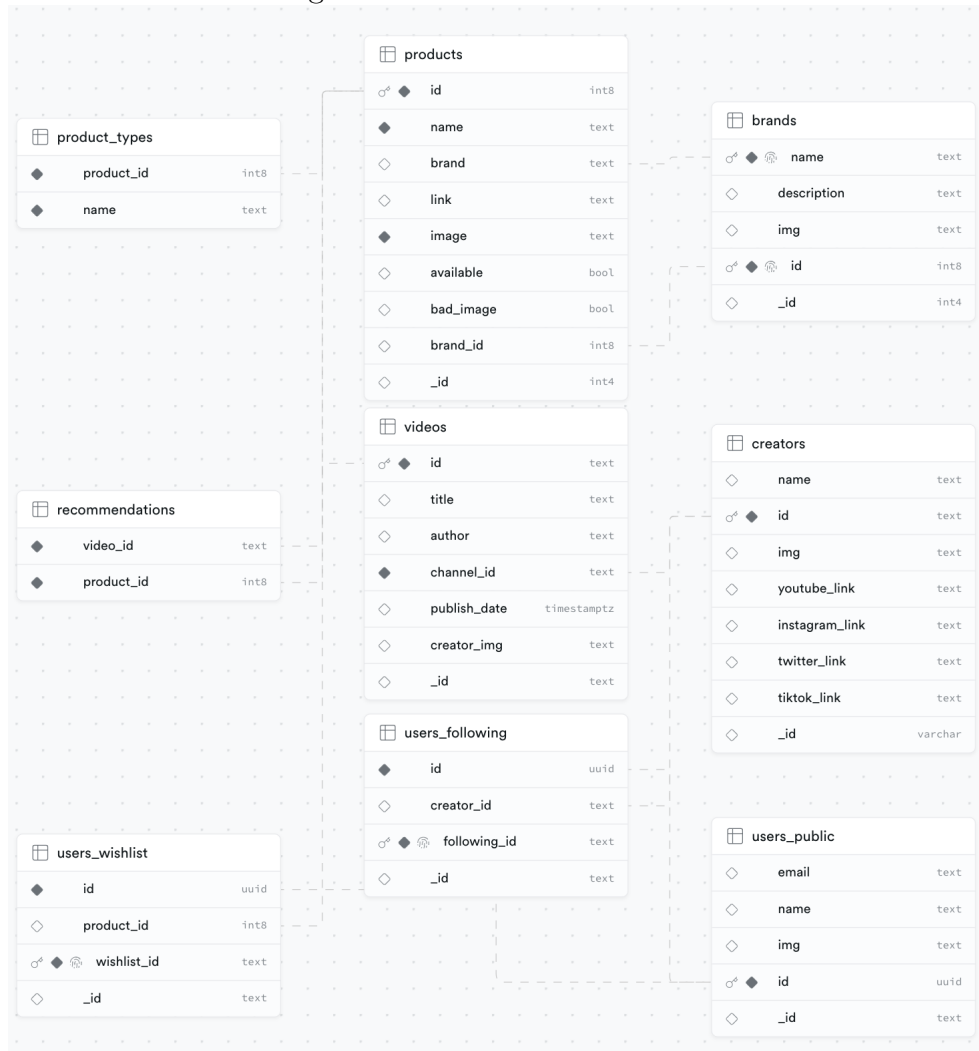 products
id int8
name text
brand text
link text
image text
available bool
bad_image bool
brand_id int8
_id int4
product_types
product_id int8
name text
brands
name text
description text
img text
id int8
_id int4
videos
id text
title text
author text
channel_id text
publish_date timestamptz
creator_img text
_id text
recommendations
video_id text
product_id int8
creators
name text
id text
img text
youtube_link text
instagram_link text
twitter_link text
tiktok_link text
_id varchar
users_following
id uuid
creator_id text
following_id text
_id text
users_wishlist
id uuid
product_id int8
wishlist_id text
_id text
users_public
email text
name text
img text
id uuid
_id text